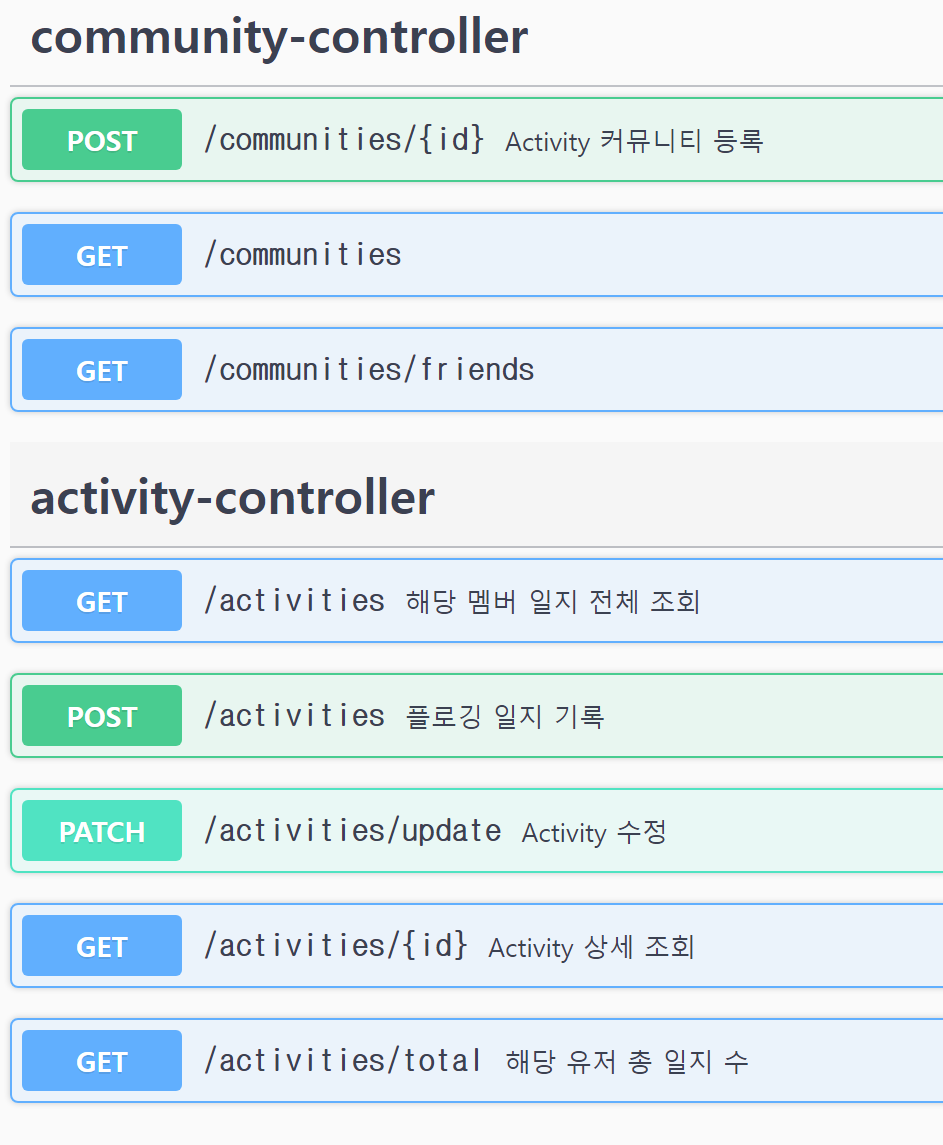 community-controller
POST /communities/{id} Activity 커뮤니티 등록
GET /communities
GET /communities/friends
activity-controller
GET /activities 해당 멤버 일지 전체 조회
POST /activities 플로깅 일지 기록
PATCH /activities/update Activity 수정
GET /activities/{id} Activity 상세 조회
GET /activities/total 해당 유저 총 일지 수